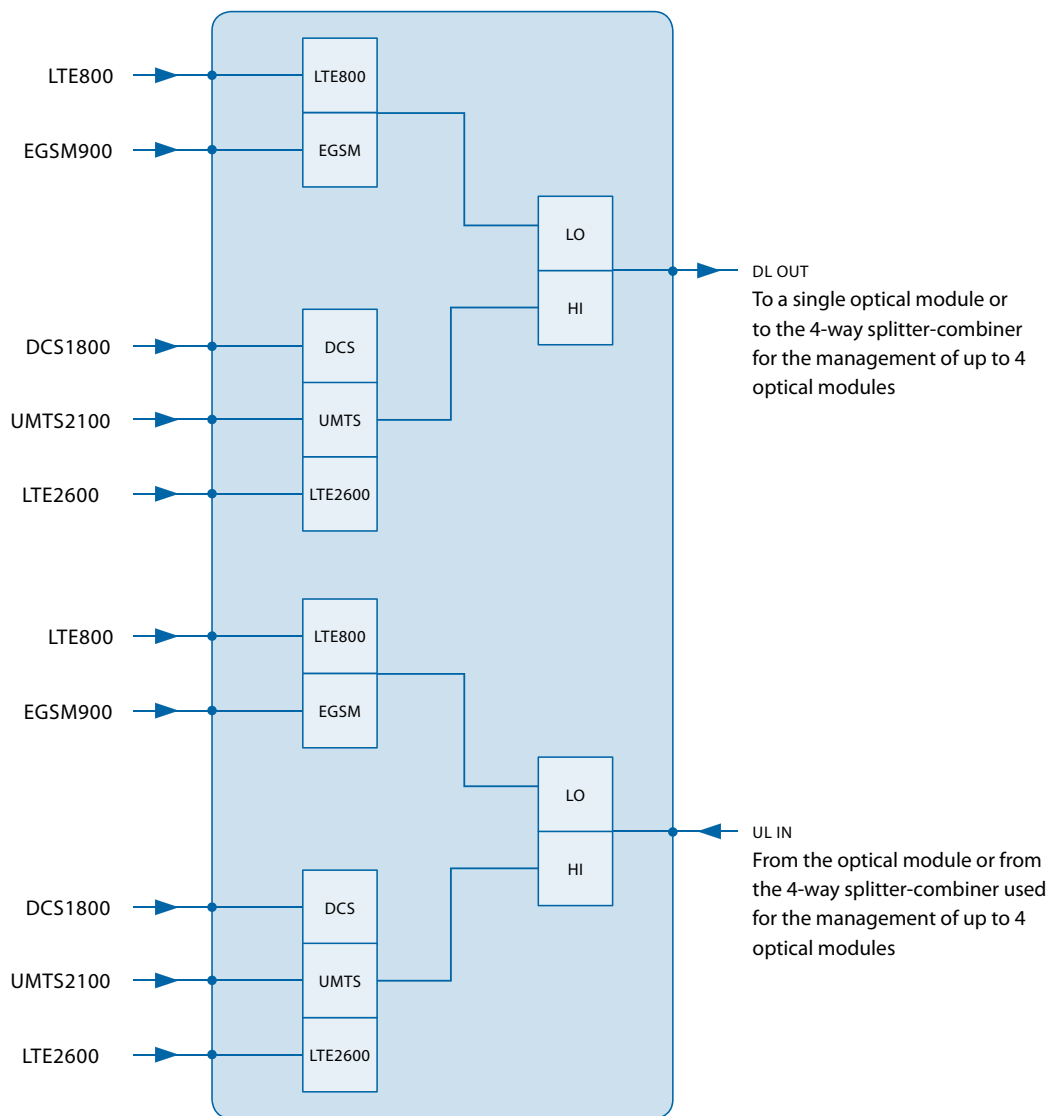 LTE800
LTE800
EGSM900
EGSM
LO
HI
DL OUT
To a single optical module or
to the 4-way splitter-combiner
for the management of up to 4
optical modules
DCS1800
DCS
UMTS2100
UMTS
LTE2600
LTE2600
LTE800
LTE800
EGSM900
EGSM
LO
HI
UL IN
From the optical module or from
the 4-way splitter-combiner used
for the management of up to 4
optical modules
DCS1800
DCS
UMTS2100
UMTS
LTE2600
LTE2600